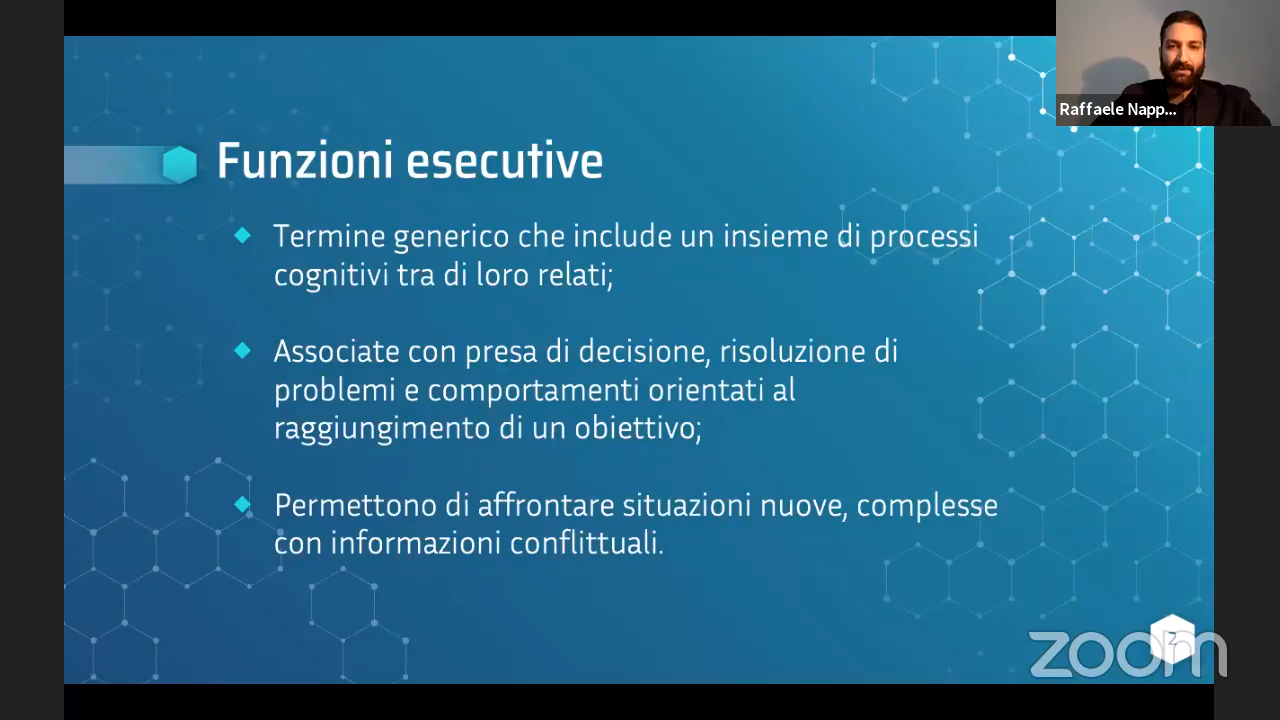 Raffaele Napp...
Funzioni esecutive
Termine generico che include un insieme di processi
cognitivi tra di loro relati;
Associate con presa di decisione, risoluzione di
problemi e comportamenti orientati al
raggiungimento di un obiettivo;
Permettono di affrontare situazioni nuove, complesse
con informazioni conflittuali.
2
zoom